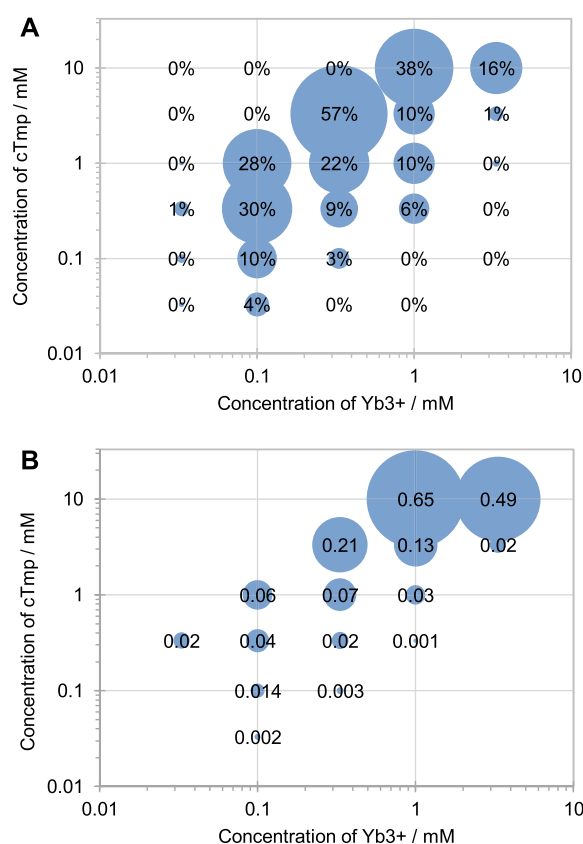 A
0% 0% 0% 38% 16%
0% 0% 57% 10% 1%
0% 28% 22% 10% 0%
1% 30% 9% 6% 0%
0% 10% 3% 0% 0%
0% 4% 0% 0%
10
1
0.1
0.01
Concentration of cTmp / mM
0.01 0.1 1 10
Concentration of Yb3+ / mM
B
0.65 0.49
0.21 0.13 0.02
0.06 0.07 0.03
0.02 0.04 0.02 0.001
0.014 0.003
0.002
10
1
0.1
0.01
Concentration of cTmp / mM
0.01 0.1 1 10
Concentration of Yb3+ / mM